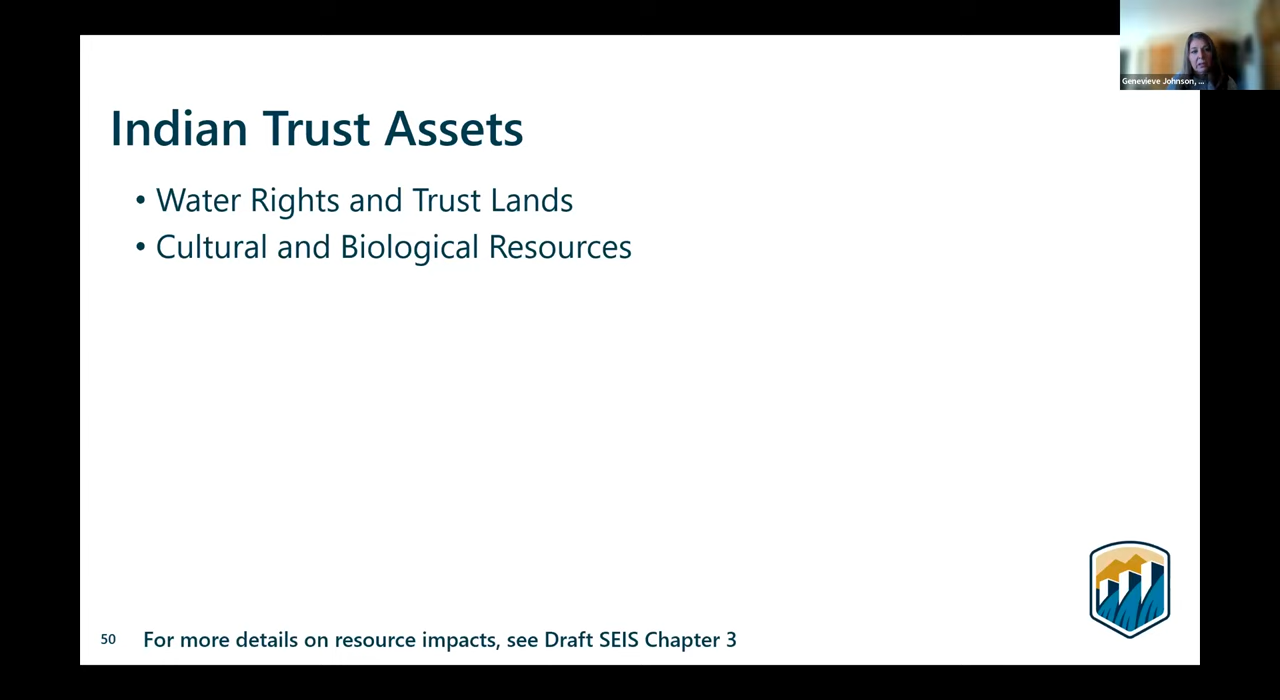 Genevieve Johnson, ...
Indian Trust Assets
• Water Rights and Trust Lands
• Cultural and Biological Resources
50 For more details on resource impacts, see Draft SEIS Chapter 3